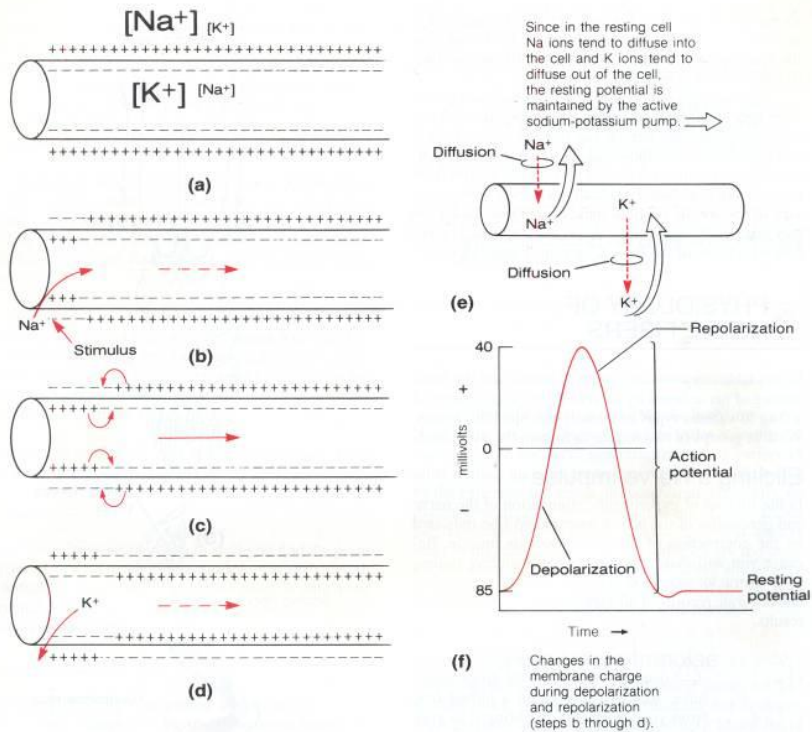 [Na⁺] [K⁺]
[K⁺] [Na⁺]
(a)
Na⁺
Stimulus
(b)
(c)
K⁺
(d)
Since in the resting cell
Na ions tend to diffuse into
the cell and K ions tend to
diffuse out of the cell,
the resting potential is
maintained by the active
sodium-potassium pump.
Diffusion
Na⁺
Na⁺
K⁺
Diffusion
K⁺
(e)
Repolarization
40
+
0
millivolts
−
Action
potential
Depolarization
85
Resting
potential
Time →
(f)
Changes in the
membrane charge
during depolarization
and repolarization
(steps b through d).